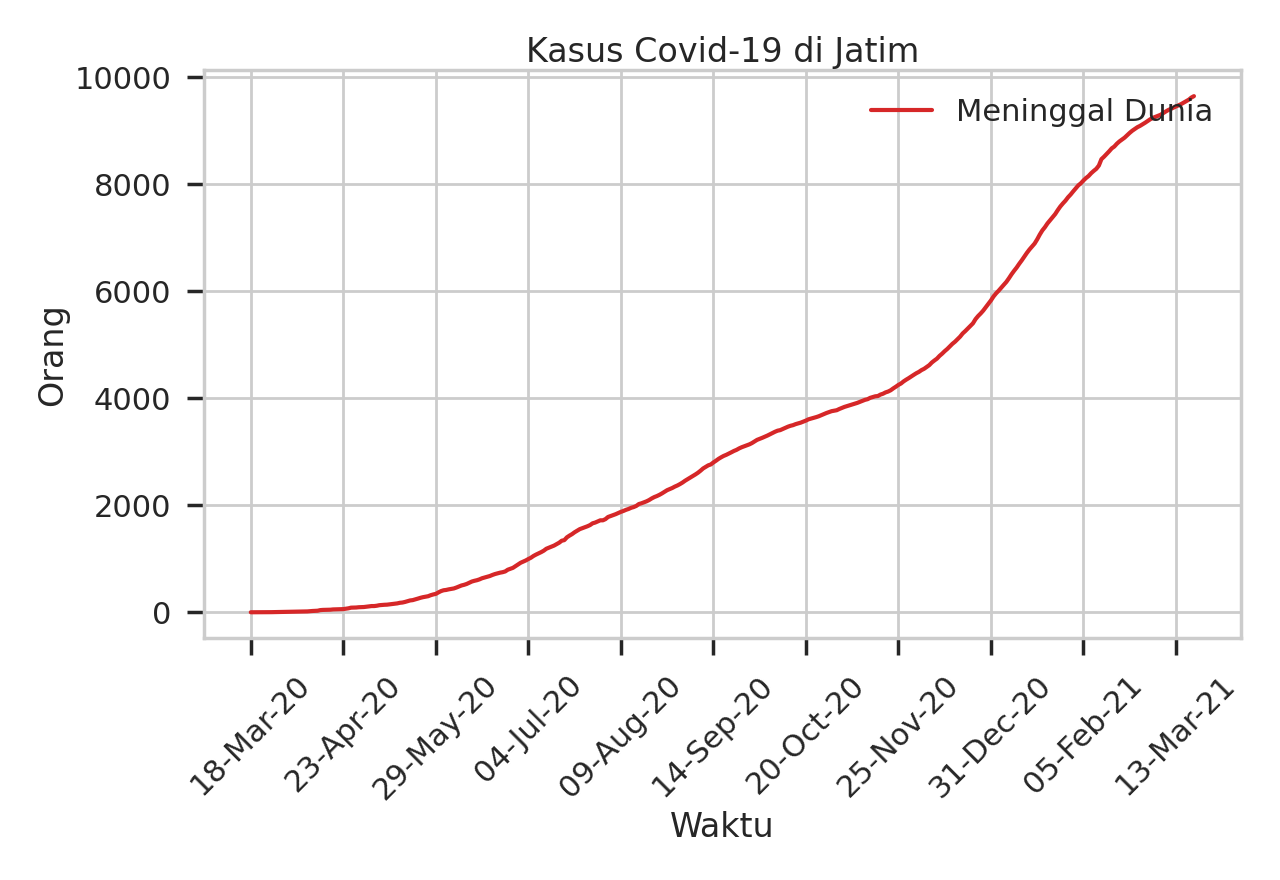 Kasus Covid-19 di Jatim
Meninggal Dunia
Orang
10000
8000
6000
4000
2000
0
18-Mar-20
23-Apr-20
29-May-20
04-Jul-20
09-Aug-20
14-Sep-20
20-Oct-20
25-Nov-20
31-Dec-20
05-Feb-21
13-Mar-21
Waktu